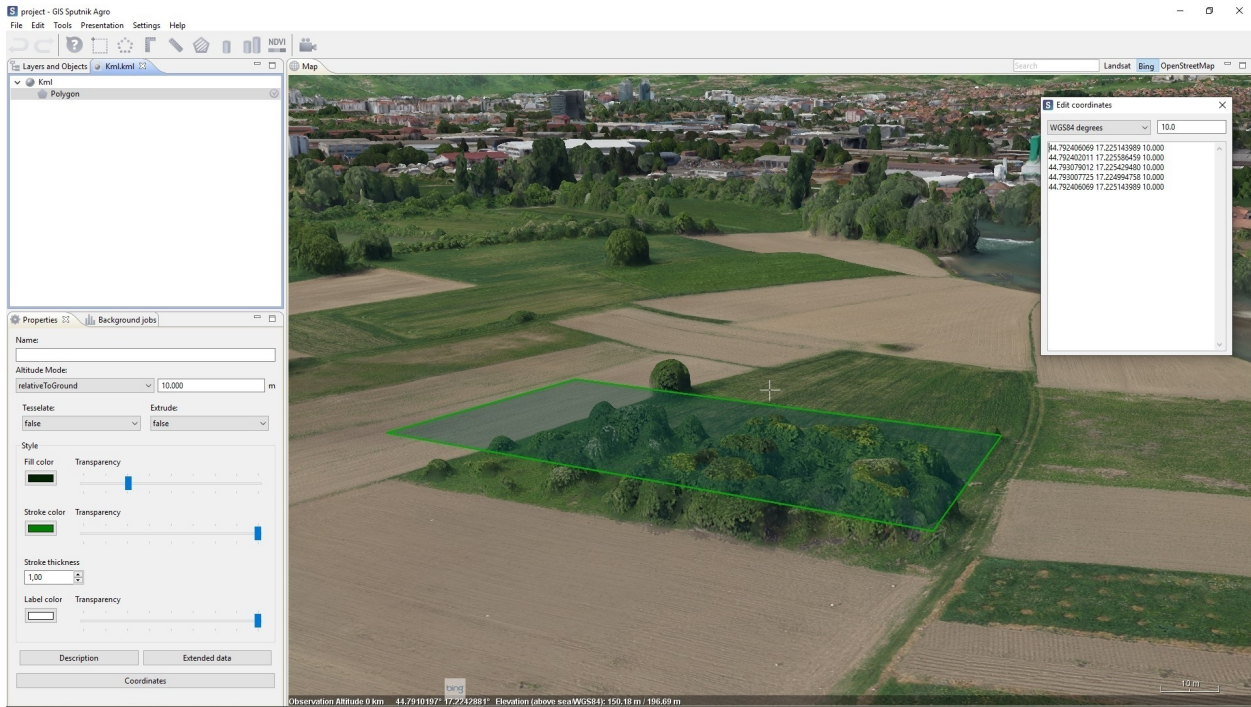 project - GIS Sputnik Agro
File Edit Tools Presentation Settings Help
NDVI
Layers and Objects Kml.kml
Kml
Polygon
Map
Search
Landsat Bing OpenStreetMap
Edit coordinates
WGS84 degrees 10.0
44.792406069 17.225143989 10.000
44.792402011 17.225586459 10.000
44.793079012 17.225429480 10.000
44.793007725 17.224994758 10.000
44.792406069 17.225143989 10.000
Properties Background jobs
Name:
Altitude Mode:
relativeToGround 10.000 m
Tesselate: Extrude:
false false
Style
Fill color Transparency
Stroke color Transparency
Stroke thickness
1,00
Label color Transparency
Description Extended data
Coordinates
bing
10 m
Observation Altitude 0 km 44.7910197° 17.2242881° Elevation (above sea/WGS84): 150.18 m / 196.69 m